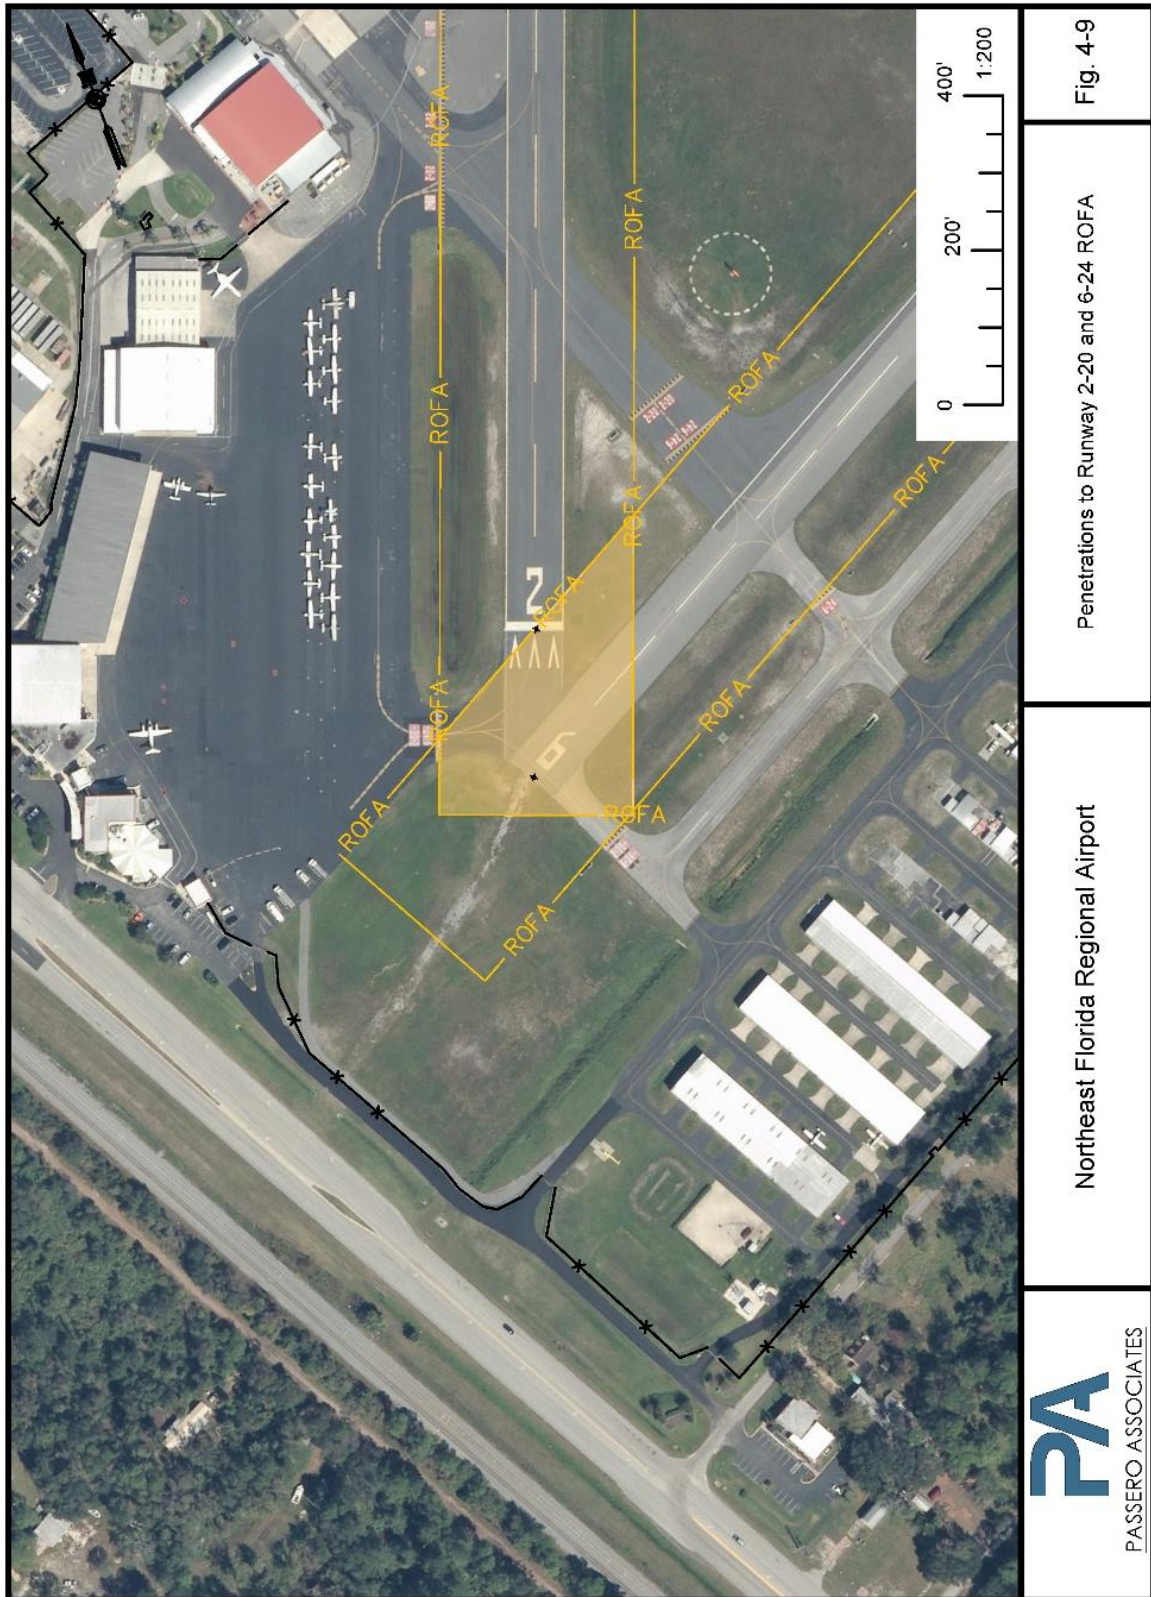 ROFA
ROFA
ROFA
ROFA
ROFA
ROFA
ROFA
ROFA
ROFA
ROFA
ROFA
ROFA
ROFA
ROFA
2
6
0
200'
400'
1:200
PA
PASSERO ASSOCIATES
Northeast Florida Regional Airport
Penetrations to Runway 2-20 and 6-24 ROFA
Fig. 4-9